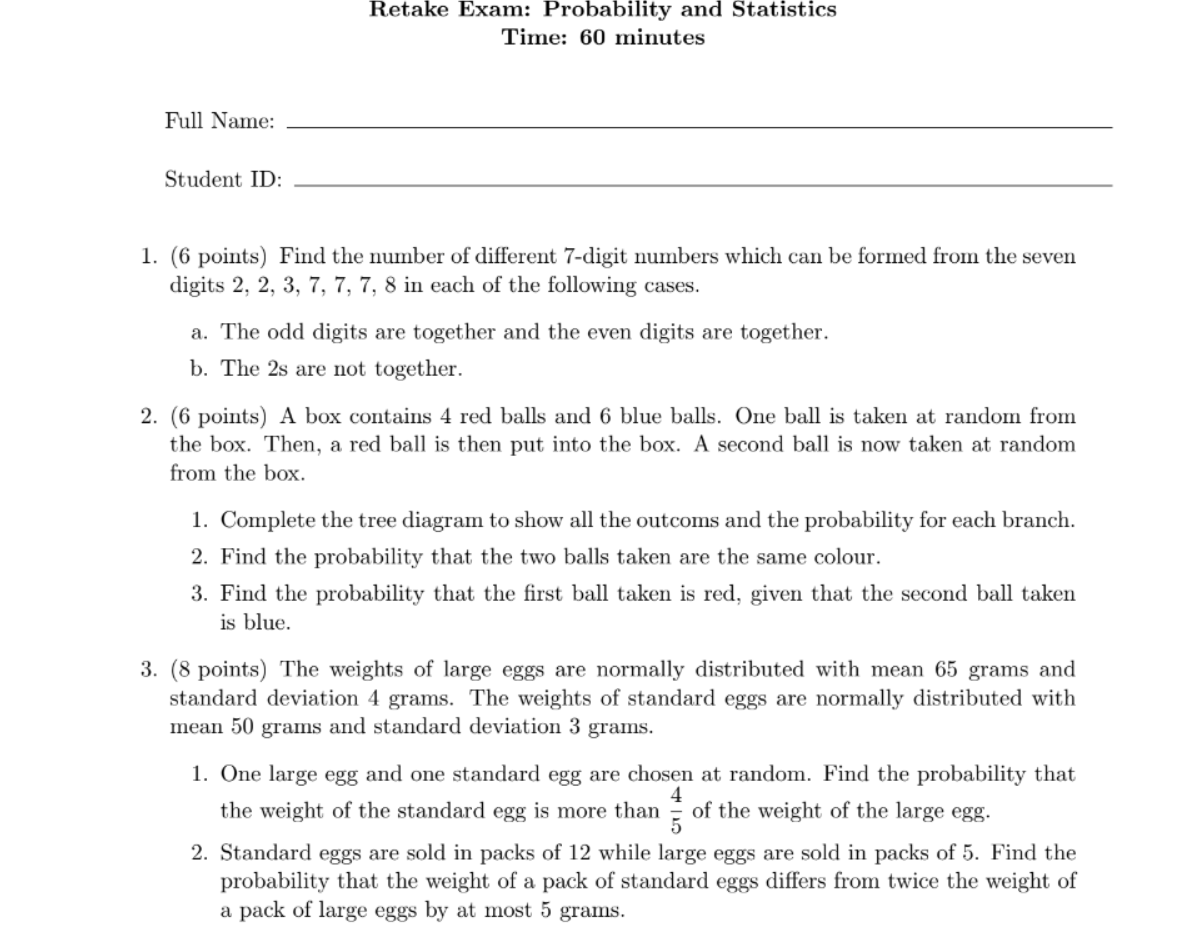 Retake Exam: Probability and Statistics
Time: 60 minutes
Full Name:
Student ID:
1. (6 points) Find the number of different 7-digit numbers which can be formed from the seven
digits 2, 2, 3, 7, 7, 7, 8 in each of the following cases.
a. The odd digits are together and the even digits are together.
b. The 2s are not together.
2. (6 points) A box contains 4 red balls and 6 blue balls. One ball is taken at random from
the box. Then, a red ball is then put into the box. A second ball is now taken at random
from the box.
1. Complete the tree diagram to show all the outcoms and the probability for each branch.
2. Find the probability that the two balls taken are the same colour.
3. Find the probability that the first ball taken is red, given that the second ball taken
is blue.
3. (8 points) The weights of large eggs are normally distributed with mean 65 grams and
standard deviation 4 grams. The weights of standard eggs are normally distributed with
mean 50 grams and standard deviation 3 grams.
1. One large egg and one standard egg are chosen at random. Find the probability that
the weight of the standard egg is more than 4/5 of the weight of the large egg.
2. Standard eggs are sold in packs of 12 while large eggs are sold in packs of 5. Find the
probability that the weight of a pack of standard eggs differs from twice the weight of
a pack of large eggs by at most 5 grams.